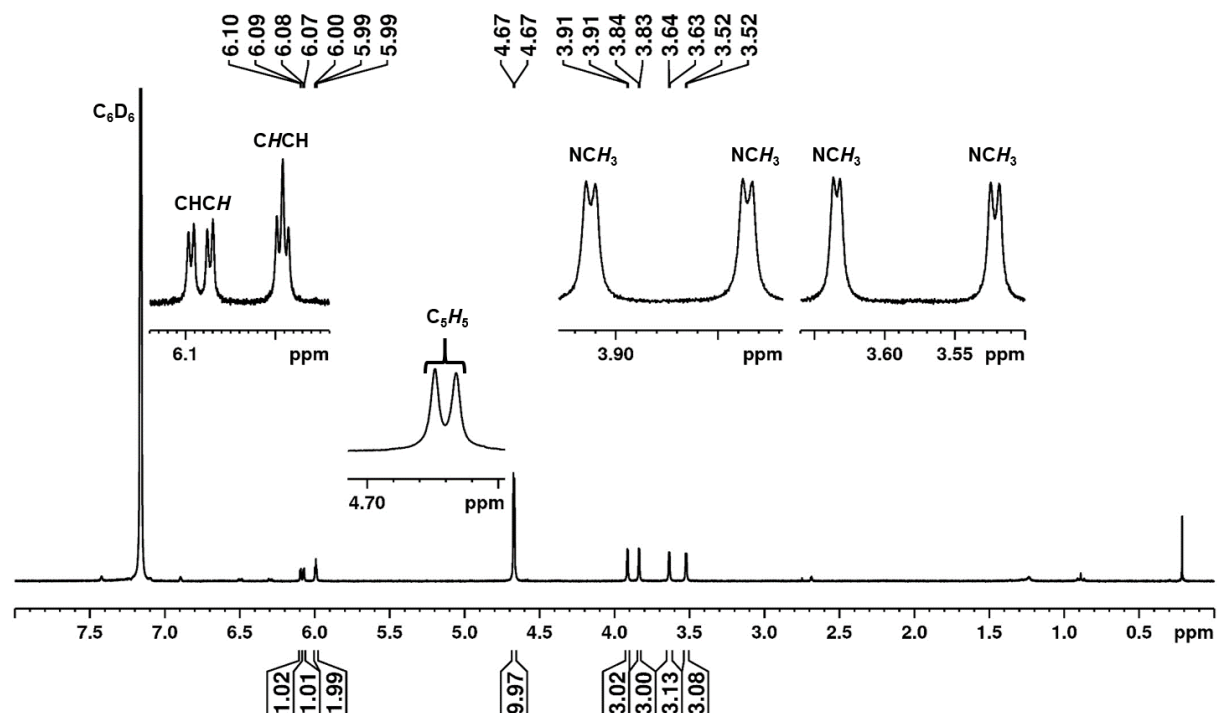 6.10
6.09
6.08
6.07
6.00
5.99
5.99
4.67
4.67
3.91
3.91
3.84
3.83
3.64
3.63
3.52
3.52
C₆D₆
CHCH
CHCH
NCH₃
NCH₃
NCH₃
NCH₃
6.1 ppm
3.90 ppm
3.60 3.55 ppm
C₅H₅
4.70 ppm
7.5 7.0 6.5 6.0 5.5 5.0 4.5 4.0 3.5 3.0 2.5 2.0 1.5 1.0 0.5 ppm
1.02
1.01
1.99
9.97
3.02
3.00
3.13
3.08